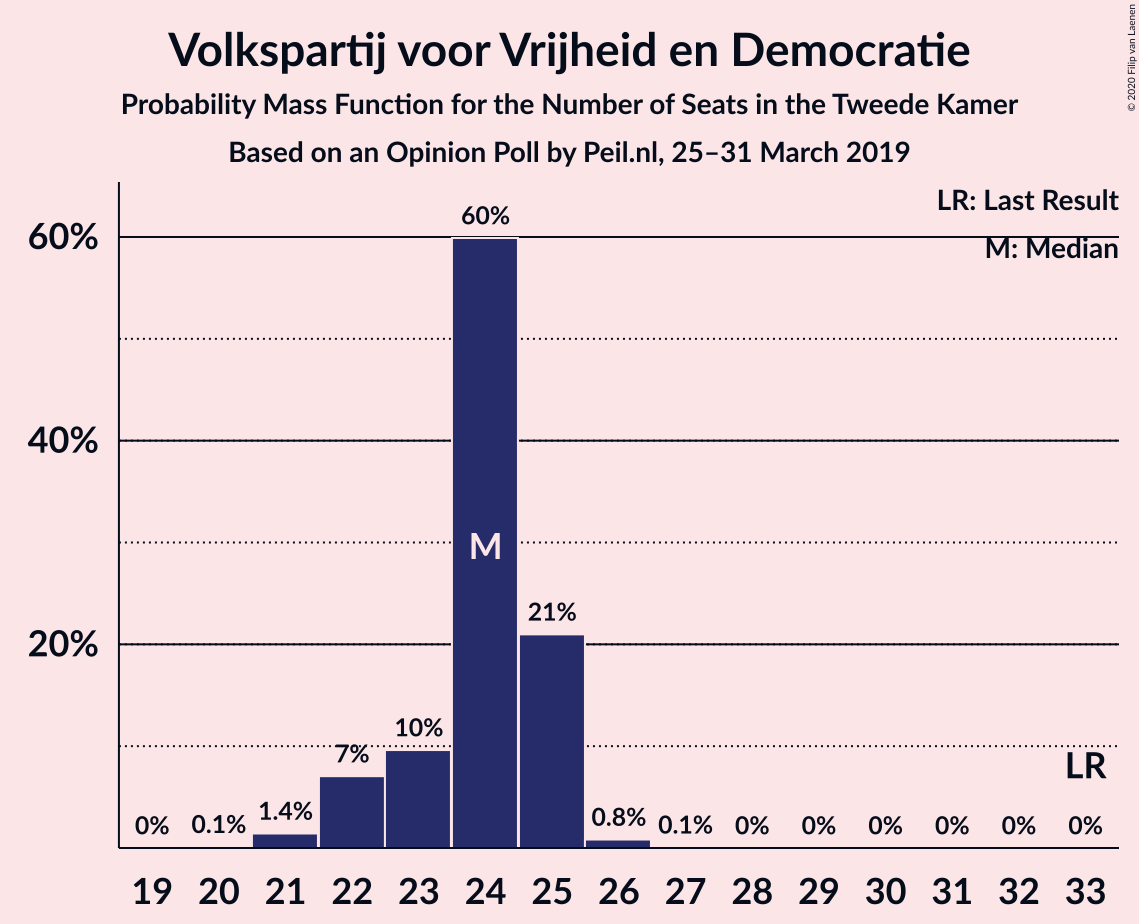 Volkspartij voor Vrijheid en Democratie
Probability Mass Function for the Number of Seats in the Tweede Kamer
Based on an Opinion Poll by Peil.nl, 25–31 March 2019
© 2020 Filip van Laenen
LR: Last Result
M: Median
60%
40%
20%
0% 0.1% 1.4% 7% 10% 60% 21% 0.8% 0.1% 0% 0% 0% 0% 0% 0%
M
LR
19 20 21 22 23 24 25 26 27 28 29 30 31 32 33